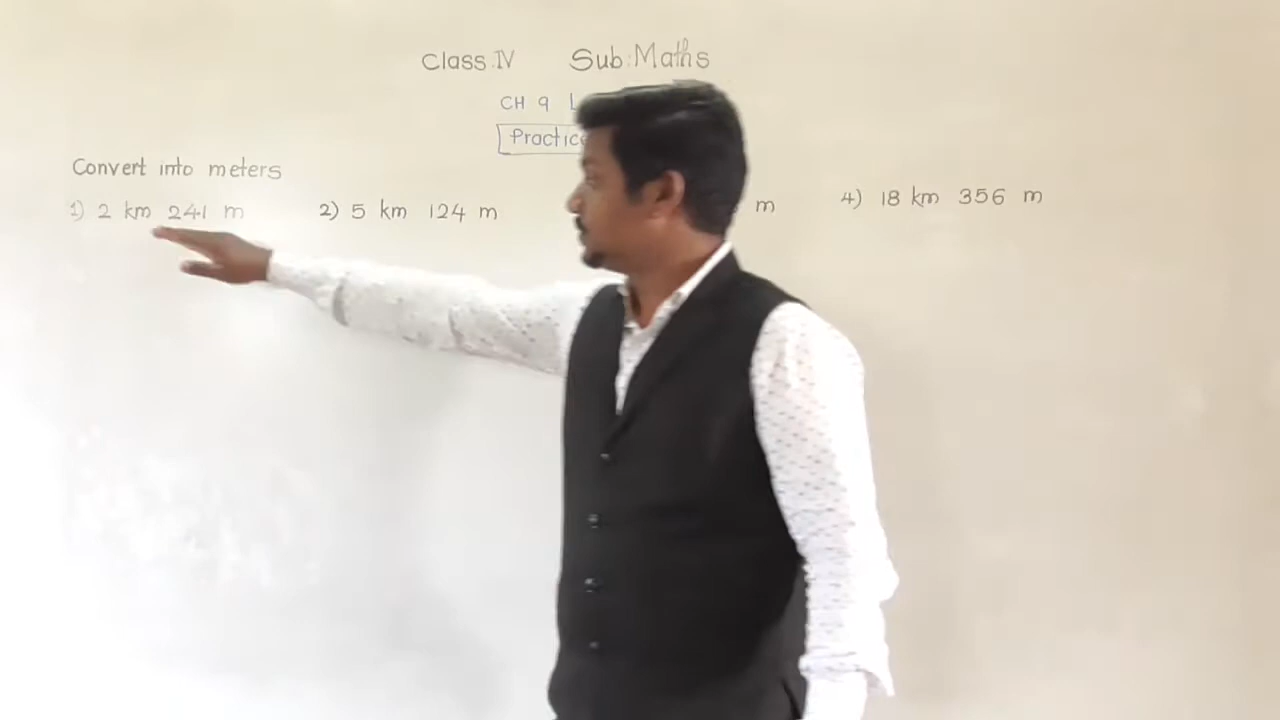 Class: IV Sub: Maths
CH 9 L
Practice
Convert into meters
1) 2 km 241 m 2) 5 km 124 m m 4) 18 km 356 m